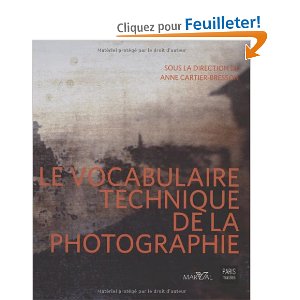 Cliquez pour Feuilleter!
Matériel protégé par le droit d'auteur
SOUS LA DIRECTION DE
ANNE CARTIER-BRESSON
LE VOCABULAIRE
TECHNIQUE
DE LA
PHOTOGRAPHIE
MARVAL
PARIS
Matériel protégé par le droit d'auteur